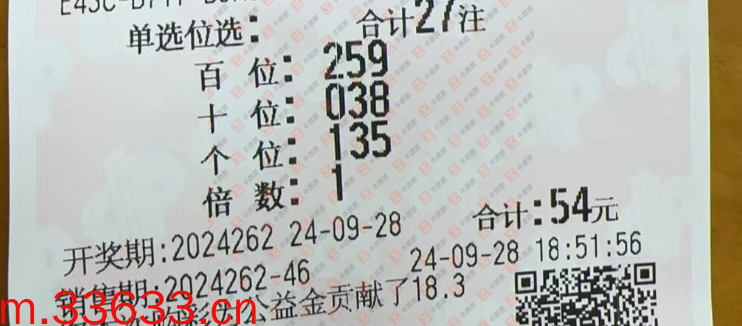 单选位选: 合计27注
百 位: 259
十 位: 038
个 位: 135
倍 数: 1
合计:54元
开奖期:2024262 24-09-28
24-09-28 18:51:56
销售期:2024262-46
公益金贡献了18.3
m.33633.cn